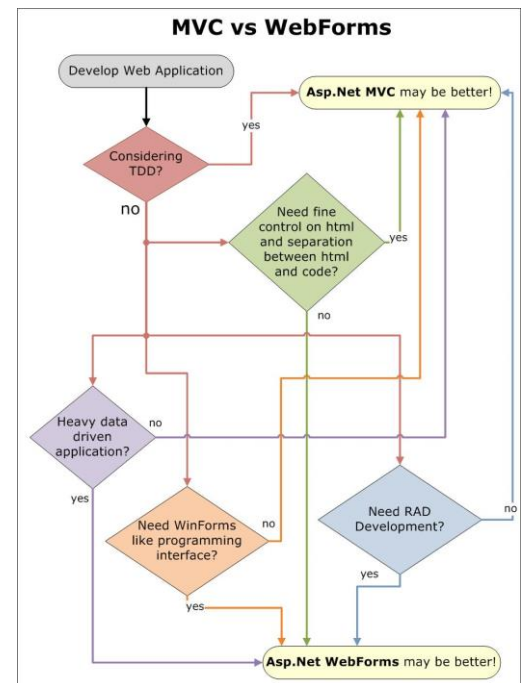 MVC vs WebForms
Develop Web Application
Asp.Net MVC may be better!
yes
Considering
TDD?
no
Need fine
control on html
and separation
between html
and code?
yes
no
Heavy data
driven
application?
no
yes
Need WinForms
like programming
interface?
no
yes
Need RAD
Development?
no
yes
Asp.Net WebForms may be better!